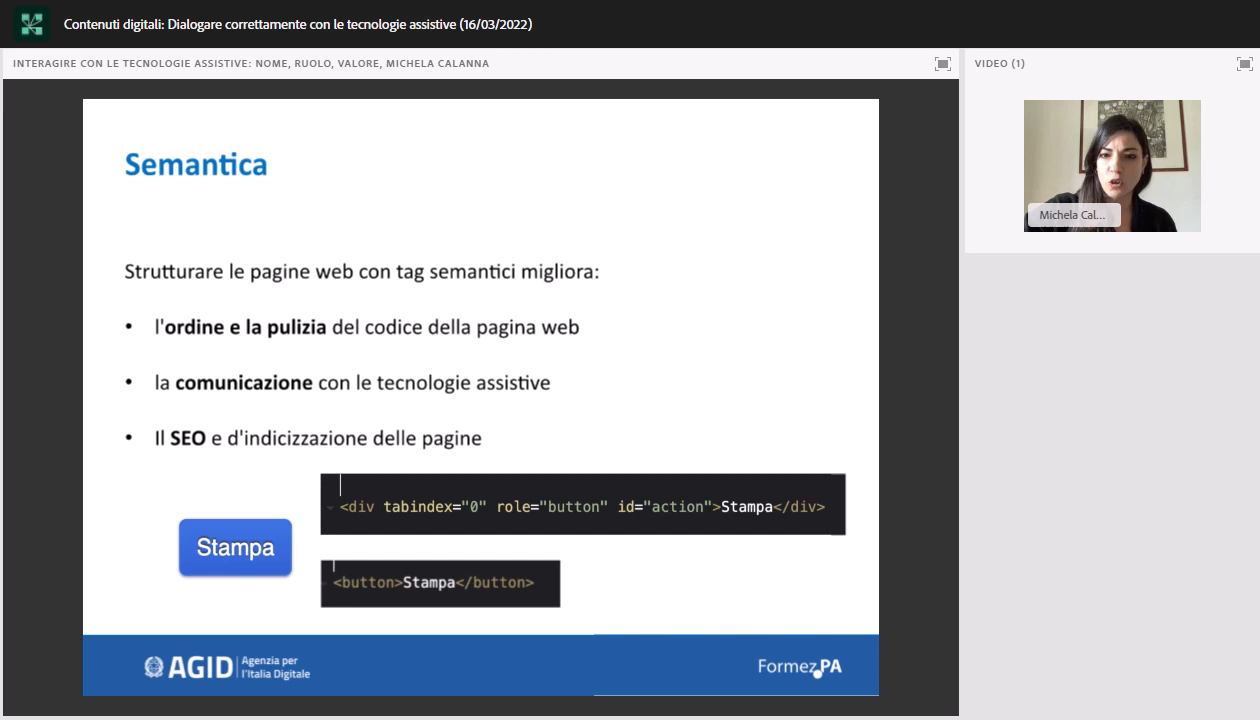 Contenuti digitali: Dialogare correttamente con le tecnologie assistive (16/03/2022)
INTERAGIRE CON LE TECNOLOGIE ASSISTIVE: NOME, RUOLO, VALORE, MICHELA CALANNA
VIDEO (1)
Michela Cal...
Semantica
Strutturare le pagine web con tag semantici migliora:
• l'ordine e la pulizia del codice della pagina web
• la comunicazione con le tecnologie assistive
• Il SEO e d'indicizzazione delle pagine
<div tabindex="0" role="button" id="action">Stampa</div>
Stampa
<button>Stampa</button>
AGID Agenzia per
l'Italia Digitale
FormezPA